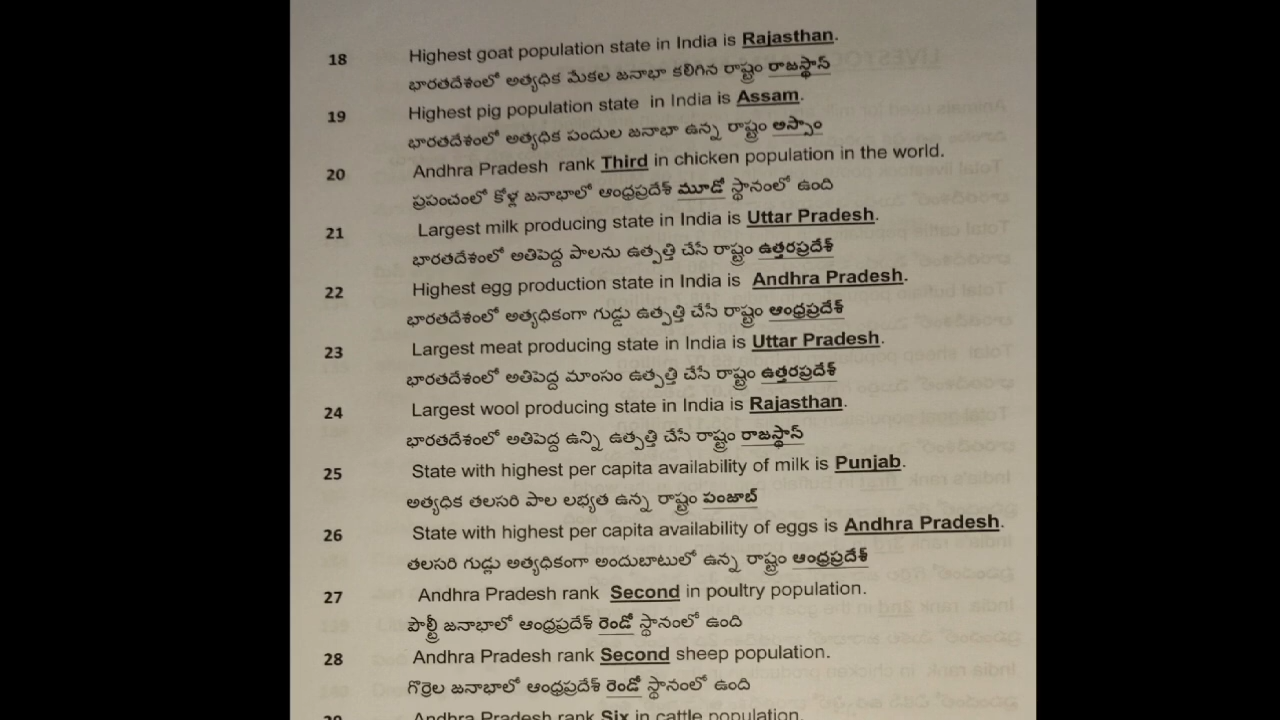 18 Highest goat population state in India is Rajasthan.
భారతదేశంలో అత్యధిక మేకల జనాభా కలిగిన రాష్ట్రం రాజస్థాన్
19 Highest pig population state in India is Assam.
భారతదేశంలో అత్యధిక పందుల జనాభా ఉన్న రాష్ట్రం అస్సాం
20 Andhra Pradesh rank Third in chicken population in the world.
ప్రపంచంలో కోళ్ల జనాభాలో ఆంధ్రప్రదేశ్ మూడో స్థానంలో ఉంది
21 Largest milk producing state in India is Uttar Pradesh.
భారతదేశంలో అతిపెద్ద పాలను ఉత్పత్తి చేసే రాష్ట్రం ఉత్తరప్రదేశ్
22 Highest egg production state in India is Andhra Pradesh.
భారతదేశంలో అత్యధికంగా గుడ్డు ఉత్పత్తి చేసే రాష్ట్రం ఆంధ్రప్రదేశ్
23 Largest meat producing state in India is Uttar Pradesh.
భారతదేశంలో అతిపెద్ద మాంసం ఉత్పత్తి చేసే రాష్ట్రం ఉత్తరప్రదేశ్
24 Largest wool producing state in India is Rajasthan.
భారతదేశంలో అతిపెద్ద ఉన్ని ఉత్పత్తి చేసే రాష్ట్రం రాజస్థాన్
25 State with highest per capita availability of milk is Punjab.
అత్యధిక తలసరి పాల లభ్యత ఉన్న రాష్ట్రం పంజాబ్
26 State with highest per capita availability of eggs is Andhra Pradesh.
తలసరి గుడ్లు అత్యధికంగా అందుబాటులో ఉన్న రాష్ట్రం ఆంధ్రప్రదేశ్
27 Andhra Pradesh rank Second in poultry population.
పౌల్ట్రీ జనాభాలో ఆంధ్రప్రదేశ్ రెండో స్థానంలో ఉంది
28 Andhra Pradesh rank Second sheep population.
గొర్రెల జనాభాలో ఆంధ్రప్రదేశ్ రెండో స్థానంలో ఉంది
29 Andhra Pradesh rank Six in cattle population.